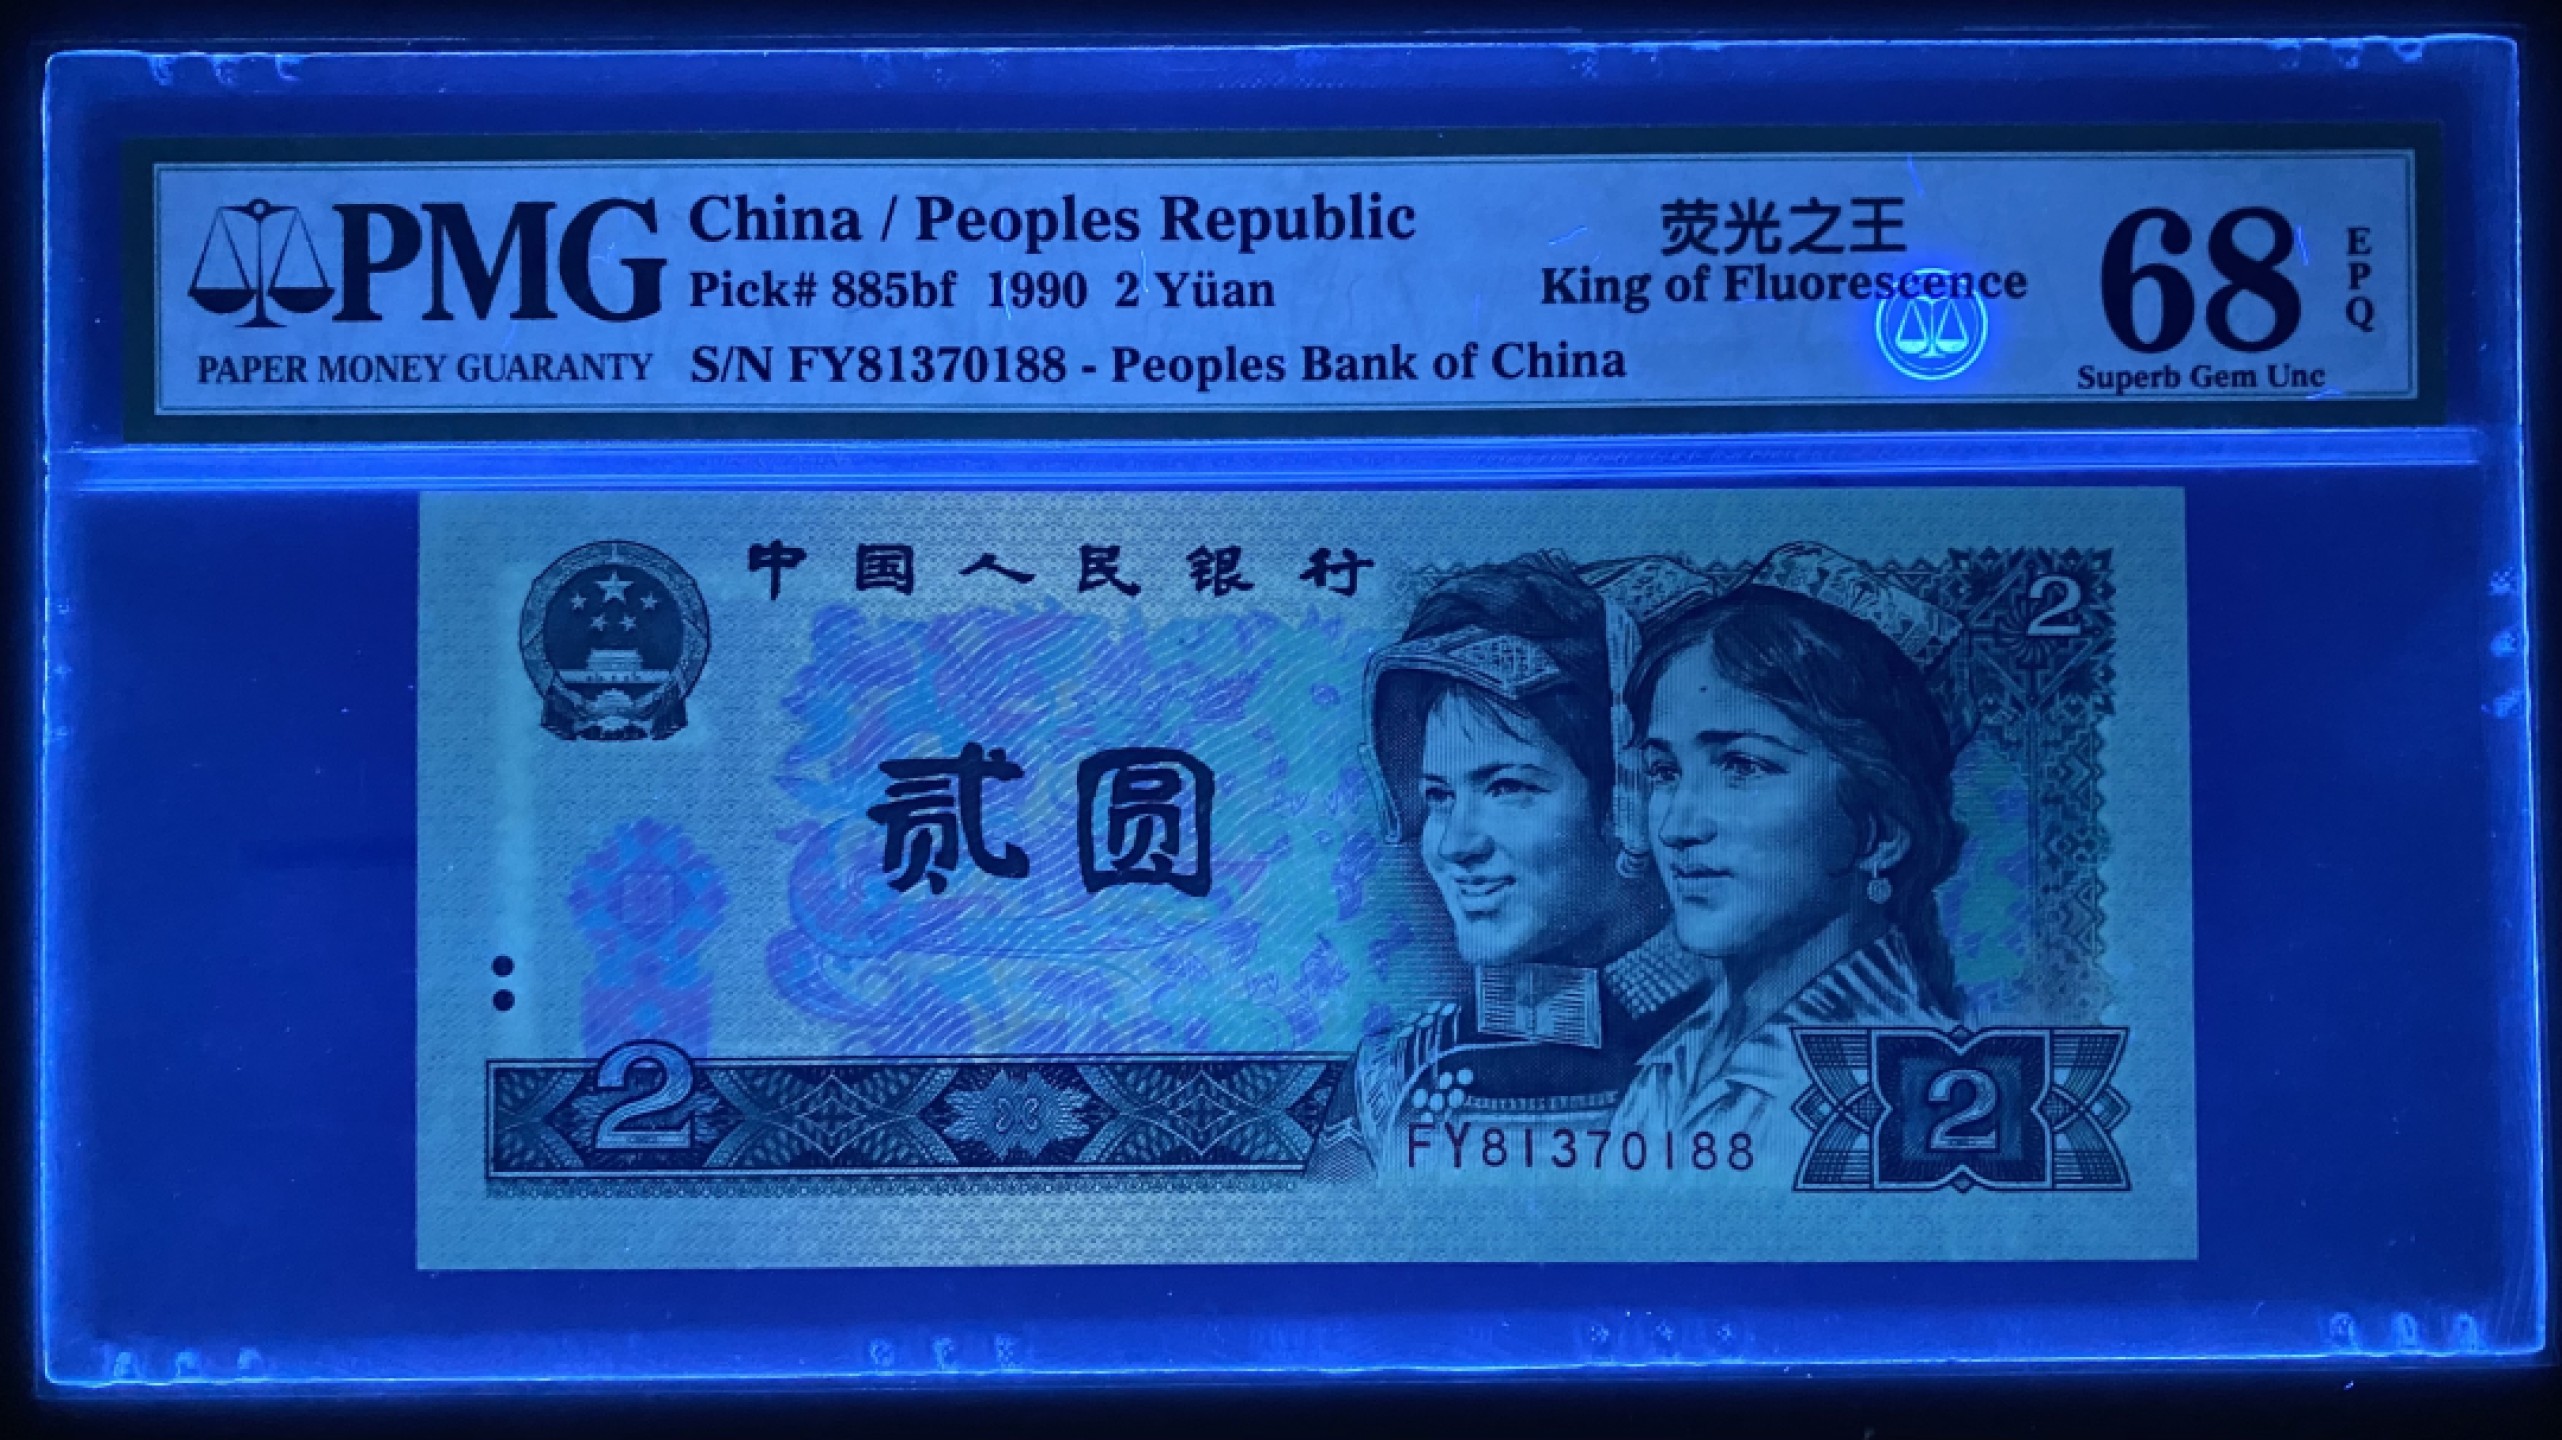 PMG
PAPER MONEY GUARANTY
China / Peoples Republic
Pick# 885bf 1990 2 Yüan
S/N FY81370188 - Peoples Bank of China
荧光之王
King of Fluorescence
68
EPQ
Superb Gem Unc
中国人民银行
2
贰圆
2
FY81370188
2